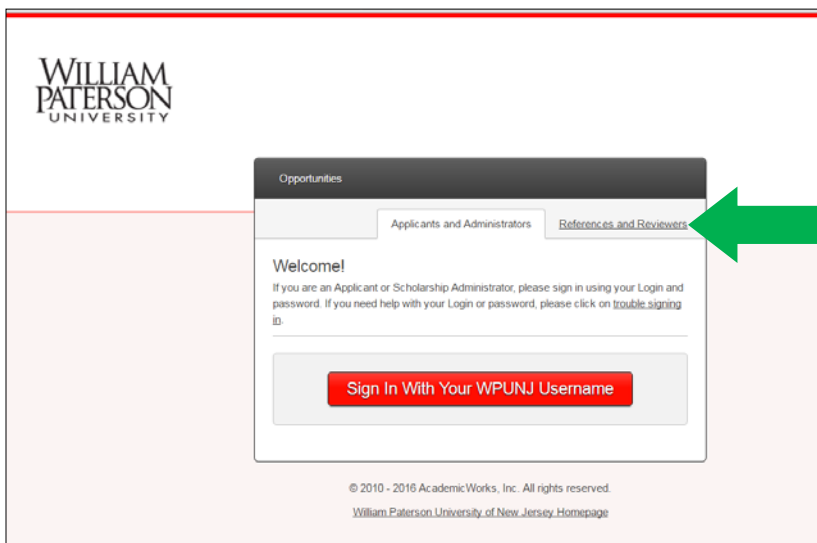 WILLIAM
PATERSON
UNIVERSITY
Opportunities
Applicants and Administrators References and Reviewers
Welcome!
If you are an Applicant or Scholarship Administrator, please sign in using your Login and
password. If you need help with your Login or password, please click on trouble signing
in.
Sign In With Your WPUNJ Username
© 2010 - 2016 AcademicWorks, Inc. All rights reserved.
William Paterson University of New Jersey Homepage